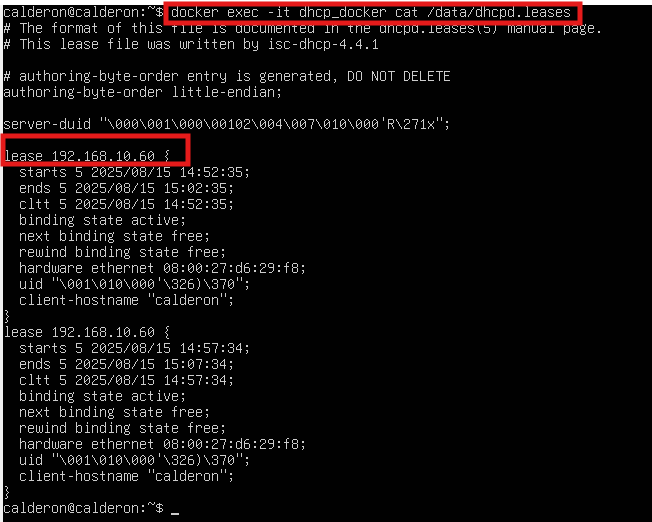 calderon@calderon:~$ docker exec -it dhcp_docker cat /data/dhcpd.leases
# The format of this file is documented in the dhcpd.leases(5) manual page.
# This lease file was written by isc-dhcp-4.4.1
# authoring-byte-order entry is generated, DO NOT DELETE
authoring-byte-order little-endian;
server-duid "\000\001\000\00102\004\007\010\000'R\271x";
lease 192.168.10.60 {
starts 5 2025/08/15 14:52:35;
ends 5 2025/08/15 15:02:35;
cltt 5 2025/08/15 14:52:35;
binding state active;
next binding state free;
rewind binding state free;
hardware ethernet 08:00:27:d6:29:f8;
uid "\001\010\000'\326)\370";
client-hostname "calderon";
}
lease 192.168.10.60 {
starts 5 2025/08/15 14:57:34;
ends 5 2025/08/15 15:07:34;
cltt 5 2025/08/15 14:57:34;
binding state active;
next binding state free;
rewind binding state free;
hardware ethernet 08:00:27:d6:29:f8;
uid "\001\010\000'\326)\370";
client-hostname "calderon";
}
calderon@calderon:~$ _